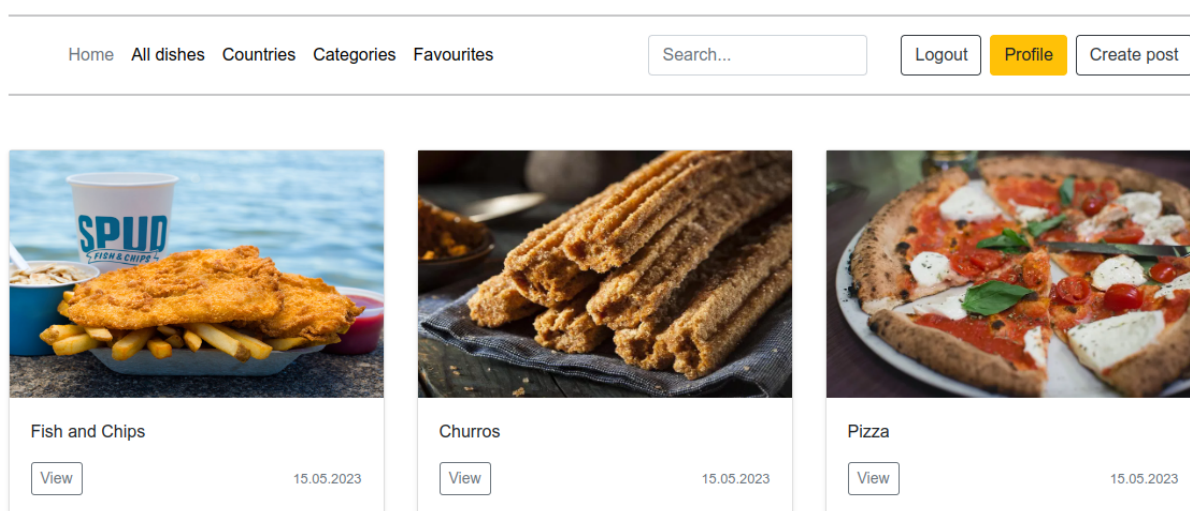 Home All dishes Countries Categories Favourites Search... Logout Profile Create post
SPUD
FISH & CHIPS
Fish and Chips
View 15.05.2023
Churros
View 15.05.2023
Pizza
View 15.05.2023